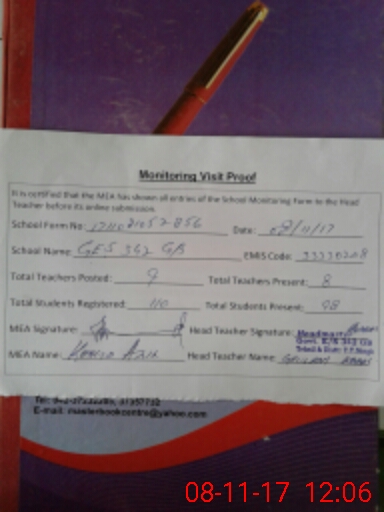 Monitoring Visit Proof
It is certified that the MEA has shown all entries of the School Monitoring Form to the Head
Teacher before its online submission.
School Form No: Date: 08/11/17
School Name: GES 362 GB EMIS Code: 33330208
Total Teachers Posted: 9 Total Teachers Present: 8
Total Students Registered: 110 Total Students Present: 98
MEA Signature: Head Teacher Signature: Headmaster
MEA Name: Head Teacher Name:
E-mail: masterbookcentre@yahoo.com
08-11-17 12:06